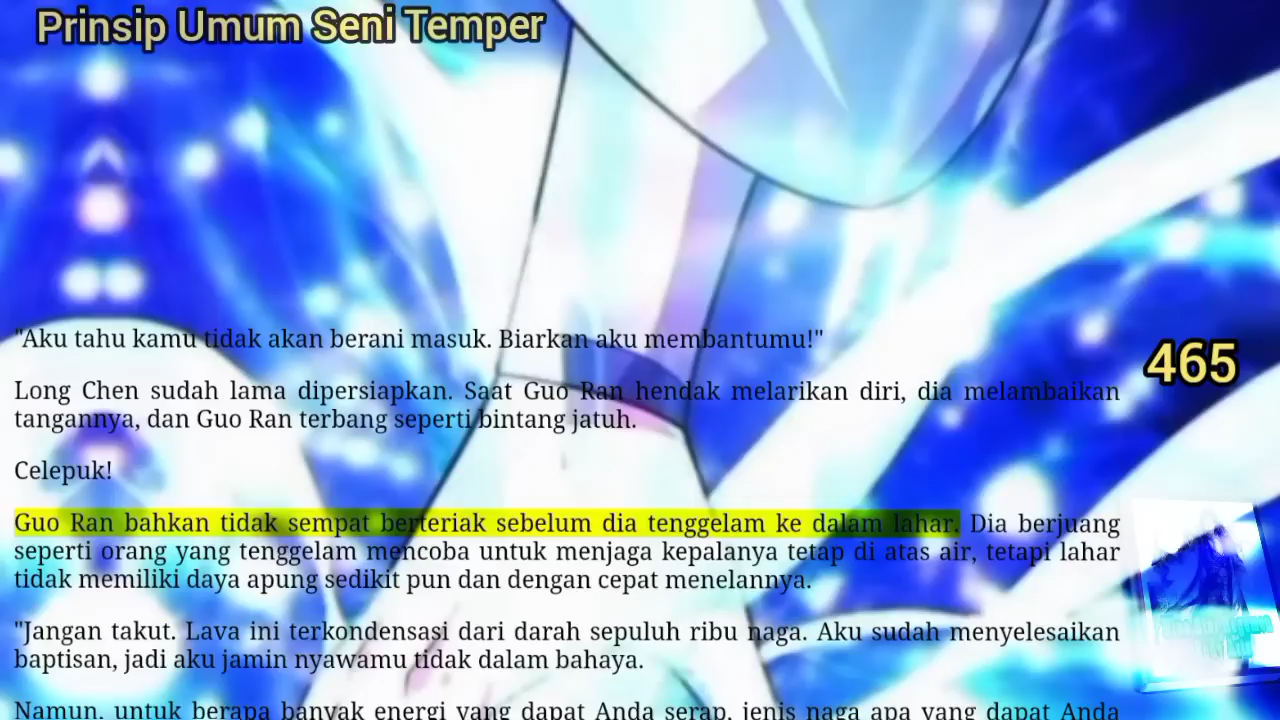 Prinsip Umum Seni Temper
"Aku tahu kamu tidak akan berani masuk. Biarkan aku membantumu!"
465
Long Chen sudah lama dipersiapkan. Saat Guo Ran hendak melarikan diri, dia melambaikan
tangannya, dan Guo Ran terbang seperti bintang jatuh.
Celepuk!
Guo Ran bahkan tidak sempat berteriak sebelum dia tenggelam ke dalam lahar. Dia berjuang
seperti orang yang tenggelam mencoba untuk menjaga kepalanya tetap di atas air, tetapi lahar
tidak memiliki daya apung sedikit pun dan dengan cepat menelannya.
"Jangan takut. Lava ini terkondensasi dari darah sepuluh ribu naga. Aku sudah menyelesaikan
baptisan, jadi aku jamin nyawamu tidak dalam bahaya.
Namun, untuk berapa banyak energi yang dapat Anda serap, jenis naga apa yang dapat Anda